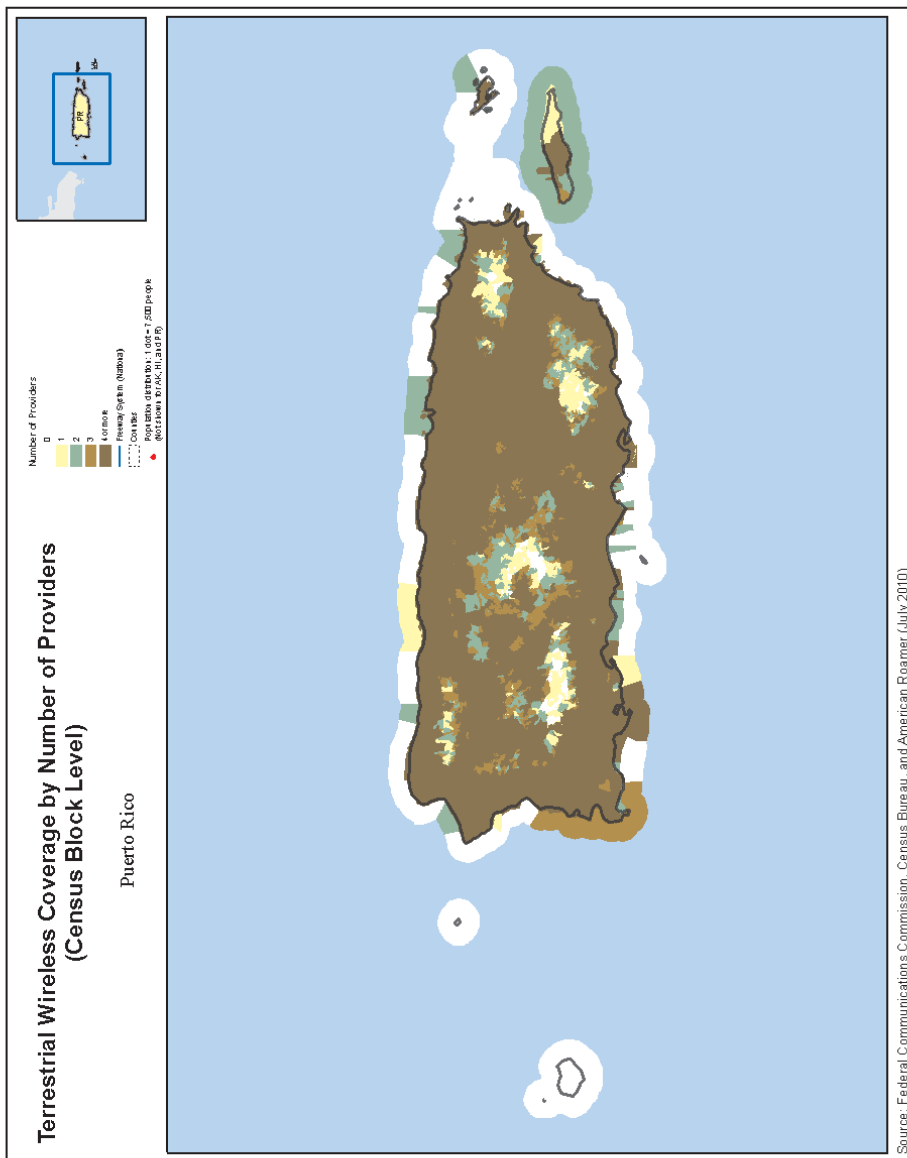 Terrestrial Wireless Coverage by Number of Providers
(Census Block Level)
Puerto Rico
Number of Providers
0
1
2
3
4 or more
Freeway System (National)
Counties
Population distribution: 1 dot = 7,500 people
(Not shown for AK, HI, and PR)
PR
Source: Federal Communications Commission, Census Bureau, and American Roamer (July 2010)